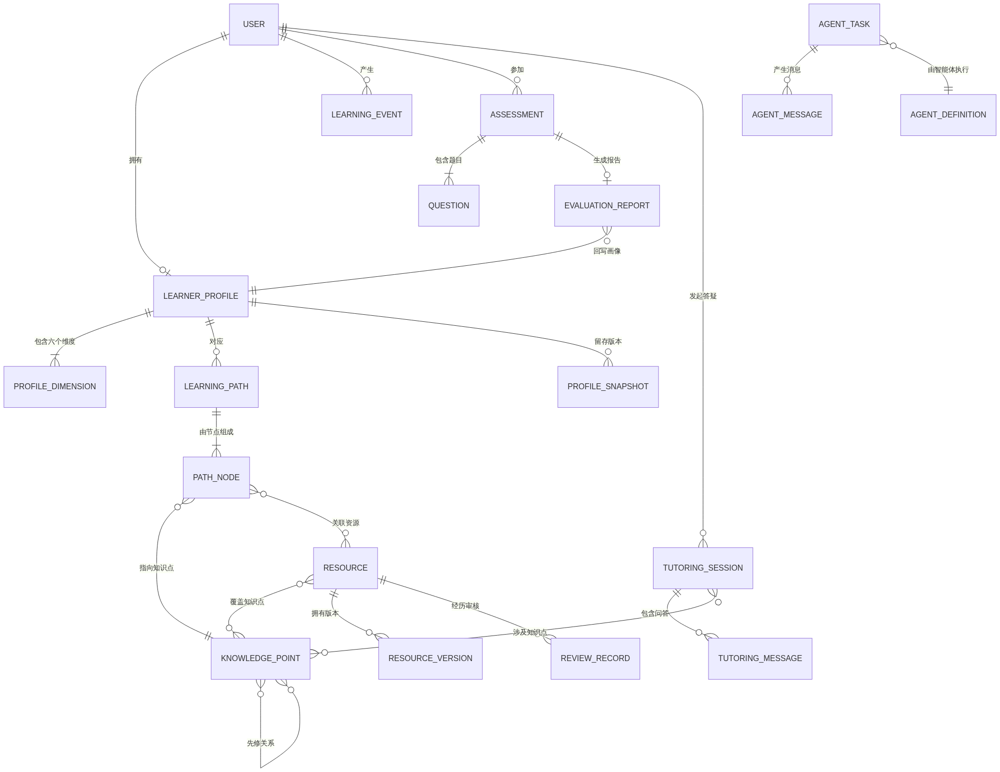 USER
AGENT_TASK
产生
参加
产生消息
由智能体执行
LEARNING_EVENT
ASSESSMENT
AGENT_MESSAGE
AGENT_DEFINITION
拥有
包含题目
生成报告
QUESTION
EVALUATION_REPORT
回写画像
LEARNER_PROFILE
发起答疑
包含六个维度
对应
留存版本
PROFILE_DIMENSION
LEARNING_PATH
PROFILE_SNAPSHOT
由节点组成
PATH_NODE
关联资源
指向知识点
RESOURCE
TUTORING_SESSION
覆盖知识点
经历审核
拥有版本
包含问答
涉及知识点
KNOWLEDGE_POINT
RESOURCE_VERSION
REVIEW_RECORD
TUTORING_MESSAGE
先修关系